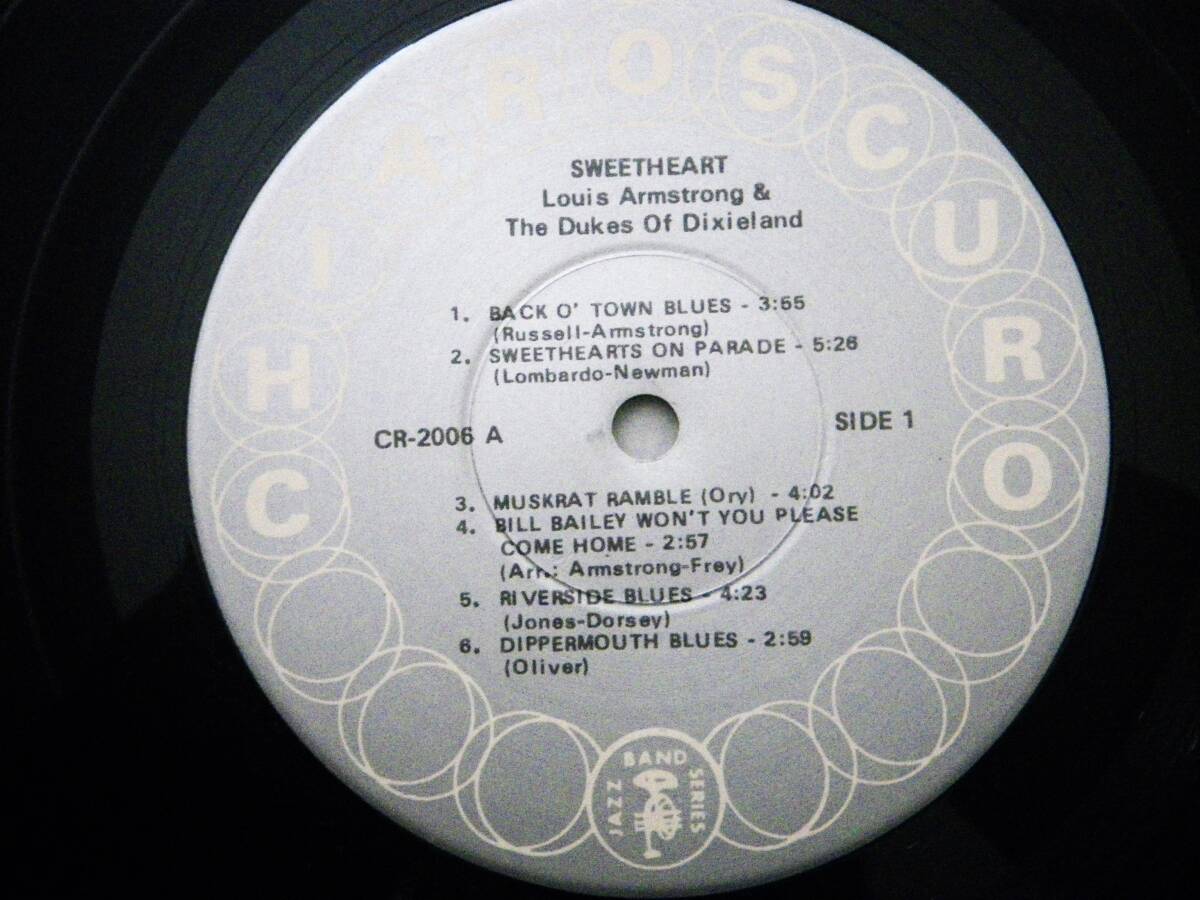 CHIAROSCURO
SWEETHEART
Louis Armstrong &
The Dukes Of Dixieland
1. BACK O' TOWN BLUES - 3:55
(Russell-Armstrong)
2. SWEETHEARTS ON PARADE - 5:26
(Lombardo-Newman)
CR-2006 A
SIDE 1
3. MUSKRAT RAMBLE (Ory) - 4:02
4. BILL BAILEY WON'T YOU PLEASE
COME HOME - 2:57
(Arr.: Armstrong-Frey)
5. RIVERSIDE BLUES - 4:23
(Jones-Dorsey)
6. DIPPERMOUTH BLUES - 2:59
(Oliver)
JAZZ BAND SERIES